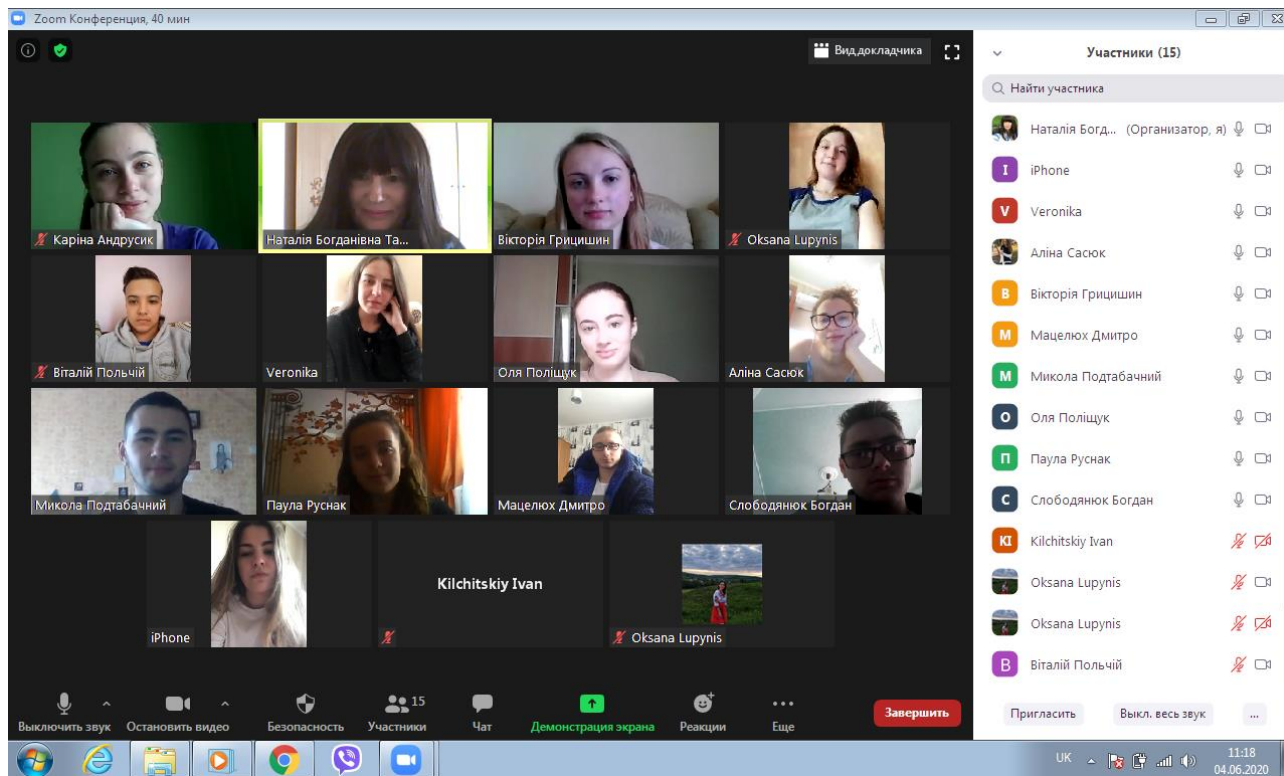 Zoom Конференция, 40 мин
Вид докладчика
Каріна Андрусик
Наталія Богданівна Та...
Вікторія Грицишин
Oksana Lupynis
Віталій Польчій
Veronika
Оля Поліщук
Аліна Сасюк
Микола Подтабачний
Паула Руснак
Мацелюх Дмитро
Слободянюк Богдан
iPhone
Kilchitskiy Ivan
Oksana Lupynis
Выключить звук
Остановить видео
Безопасность
15
Участники
Чат
Демонстрация экрана
Реакции
Еще
Завершить
Участники (15)
Найти участника
Наталія Богд... (Организатор, я)
I iPhone
V Veronika
Аліна Сасюк
В Вікторія Грицишин
М Мацелюх Дмитро
М Микола Подтабачний
О Оля Поліщук
П Паула Руснак
С Слободянюк Богдан
KI Kilchitskiy Ivan
Oksana Lupynis
Oksana Lupynis
В Віталій Польчій
Пригласить
Выкл. весь звук
...
UK
11:18
04.06.2020